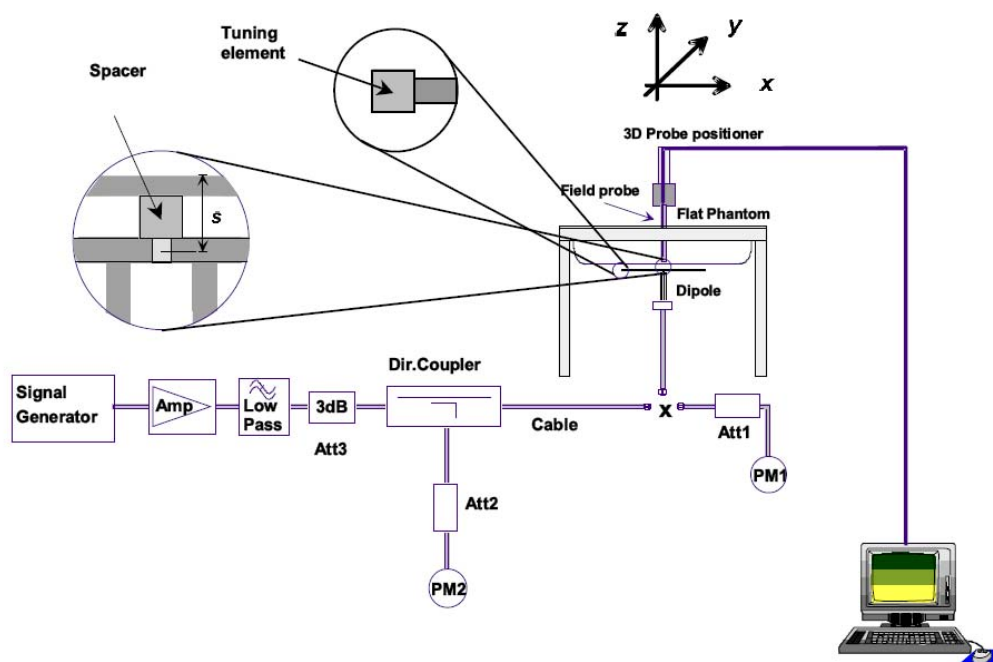 Tuning
element
Spacer
s
z
y
x
3D Probe positioner
Field probe
Flat Phantom
Dipole
Dir.Coupler
Signal
Generator
Amp
Low
Pass
3dB
Att3
Cable
x
Att1
PM1
Att2
PM2